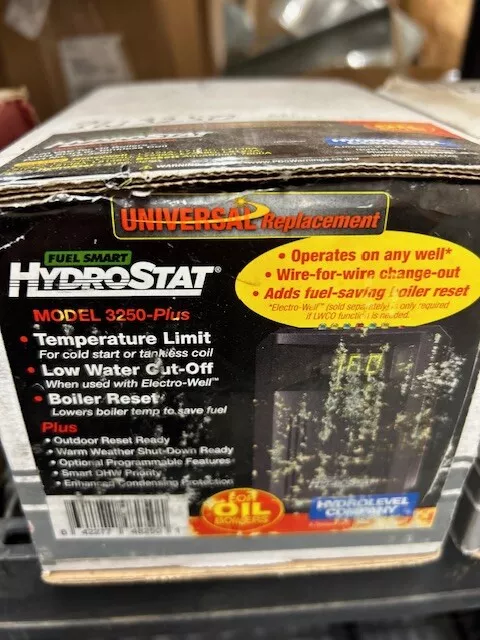 HYDROSTAT
HYDROLEVEL
UNIVERSAL Replacement
FUEL SMART
HYDROSTAT®
MODEL 3250-Plus
• Temperature Limit
For cold start or tankless coil
• Low Water Cut-Off
When used with Electro-Well™
• Boiler Reset
Lowers boiler temp to save fuel
Plus
• Outdoor Reset Ready
• Warm Weather Shut-Down Ready
• Optional Programmable Features
• Smart DHW Priority
• Enhanced Condensing Protection
• Operates on any well*
• Wire-for-wire change-out
• Adds fuel-saving boiler reset
*Electro-Well™ (sold separately) is only required
if LWCO function is needed.
160
FOR
OIL
BOILERS
HYDROLEVEL
COMPANY